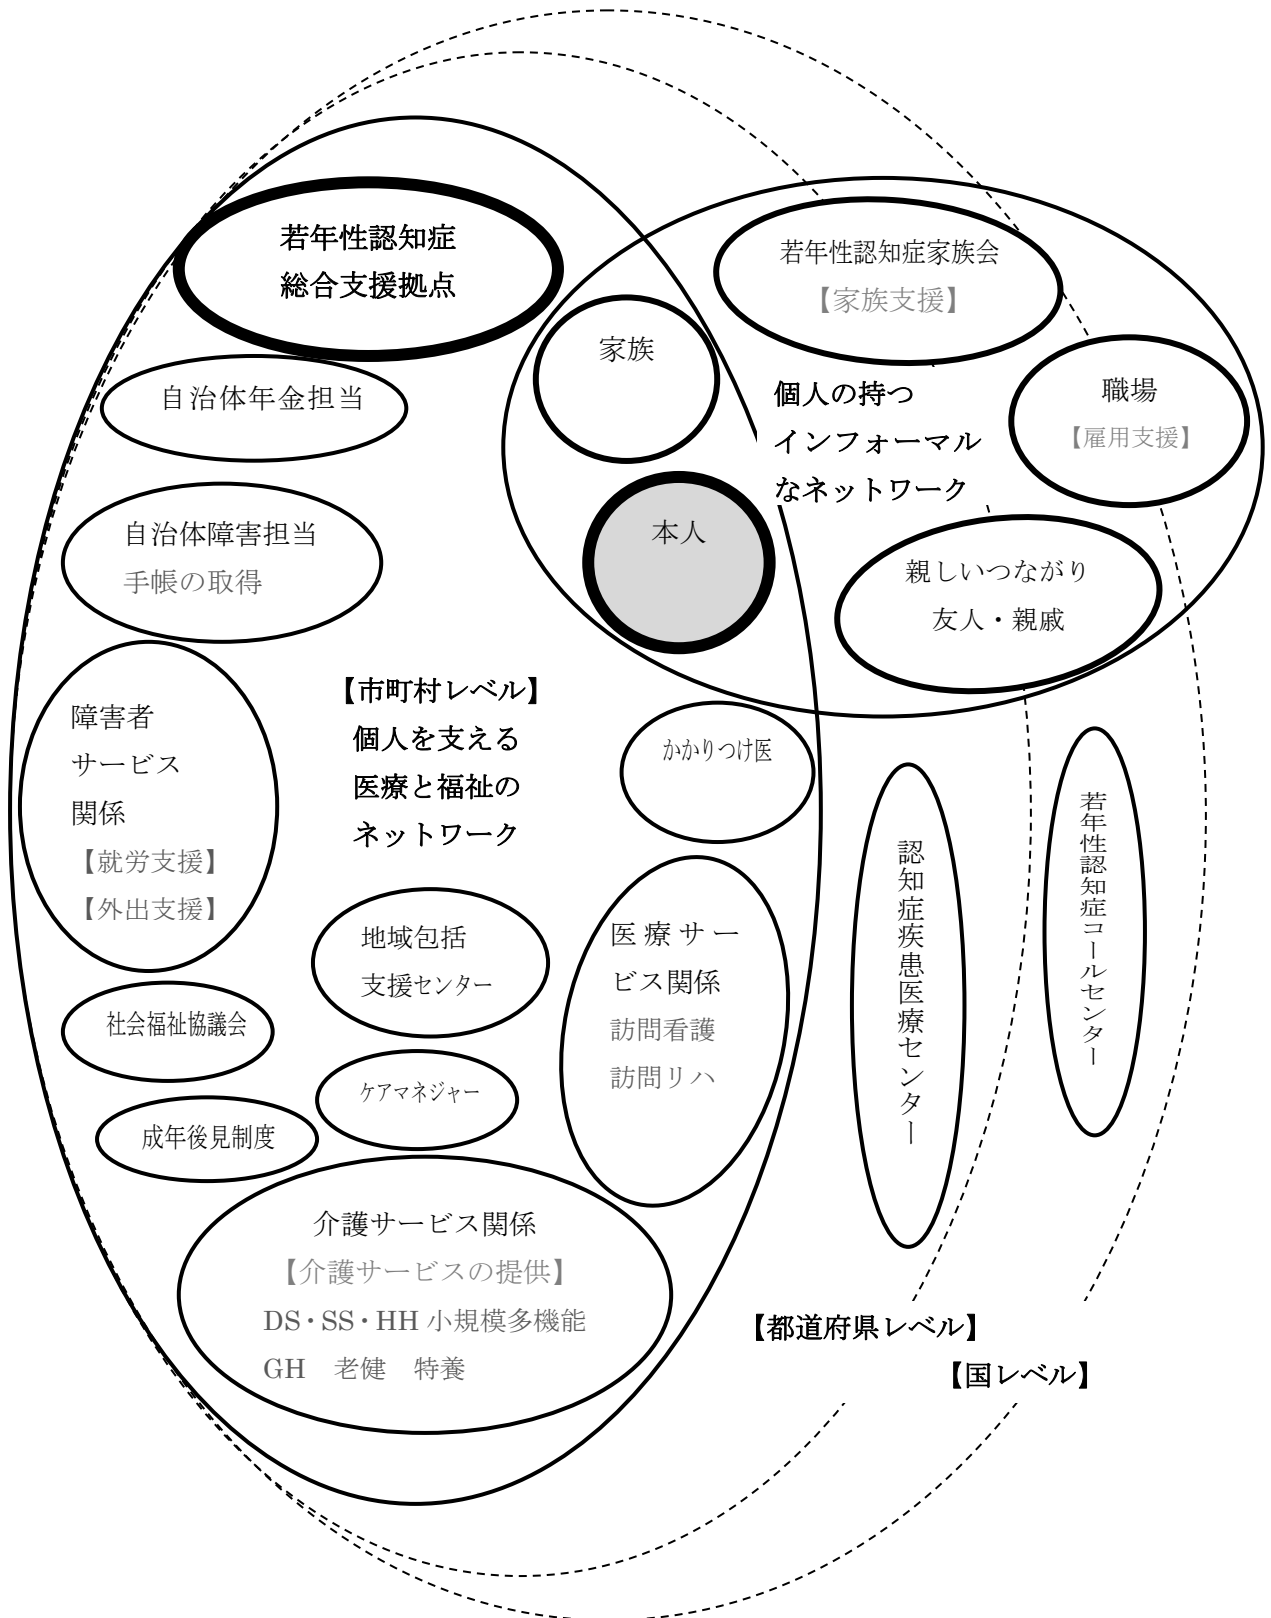 若年性認知症
総合支援拠点
若年性認知症家族会
【家族支援】
家族
職場
【雇用支援】
自治体年金担当
個人の持つ
インフォーマル
なネットワーク
本人
自治体障害担当
手帳の取得
親しいつながり
友人・親戚
【市町村レベル】
個人を支える
医療と福祉の
ネットワーク
障害者
サービス
関係
【就労支援】
【外出支援】
かかりつけ医
認知症疾患医療センター
若年性認知症コールセンター
地域包括
支援センター
医療サー
ビス関係
訪問看護
訪問リハ
社会福祉協議会
ケアマネジャー
成年後見制度
介護サービス関係
【介護サービスの提供】
DS・SS・HH 小規模多機能
GH 老健 特養
【都道府県レベル】
【国レベル】